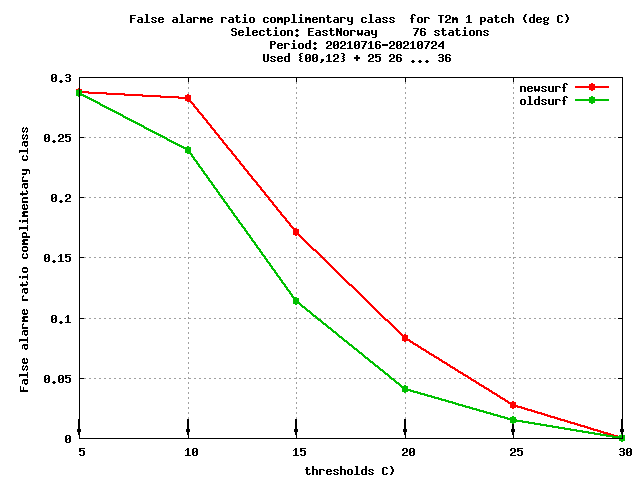 False alarme ratio complimentary class  for T2m 1 patch (deg C)
Selection: EastNorway     76 stations
Period: 20210716-20210724
Used {00,12} + 25 26 ... 36
newsurf
oldsurf
False alarme ratio complimentary class
0.3
0.25
0.2
0.15
0.1
0.05
0
5 10 15 20 25 30
thresholds C)